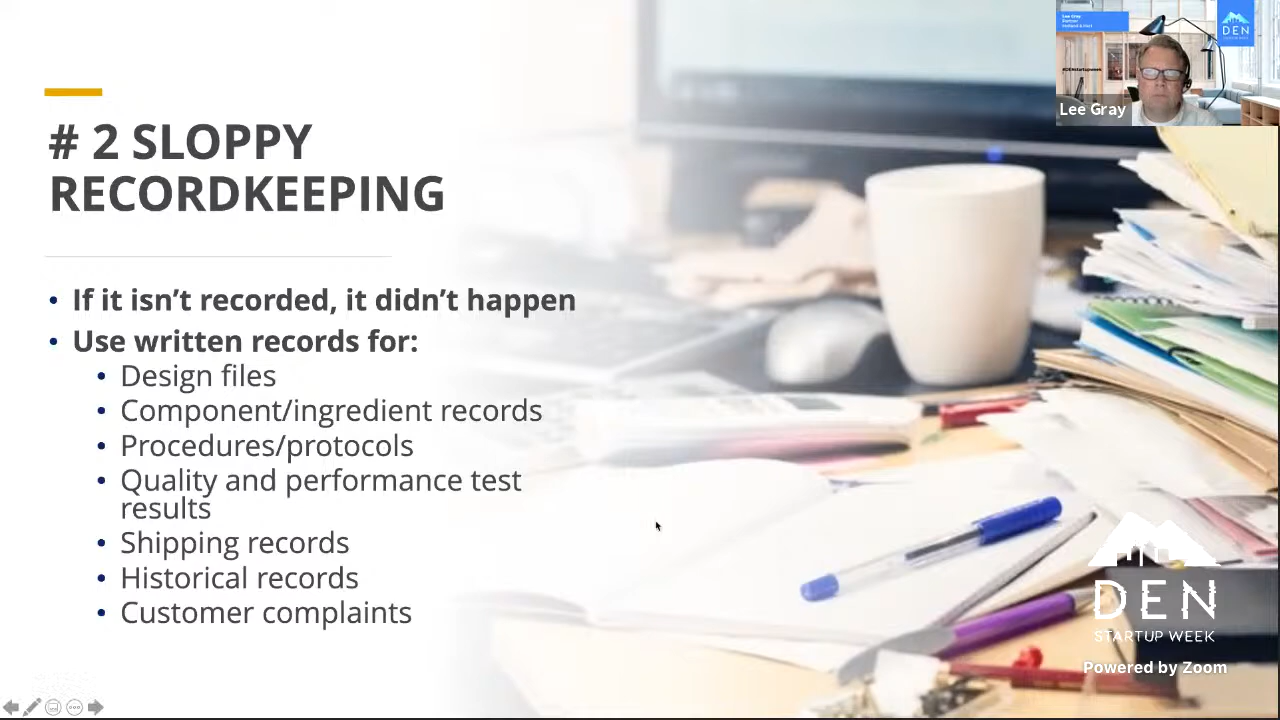 Lee Gray
DEN
Lee Gray
# 2 SLOPPY
RECORDKEEPING
• If it isn’t recorded, it didn’t happen
• Use written records for:
• Design files
• Component/ingredient records
• Procedures/protocols
• Quality and performance test
results
• Shipping records
• Historical records
• Customer complaints
DEN
STARTUP WEEK
Powered by Zoom